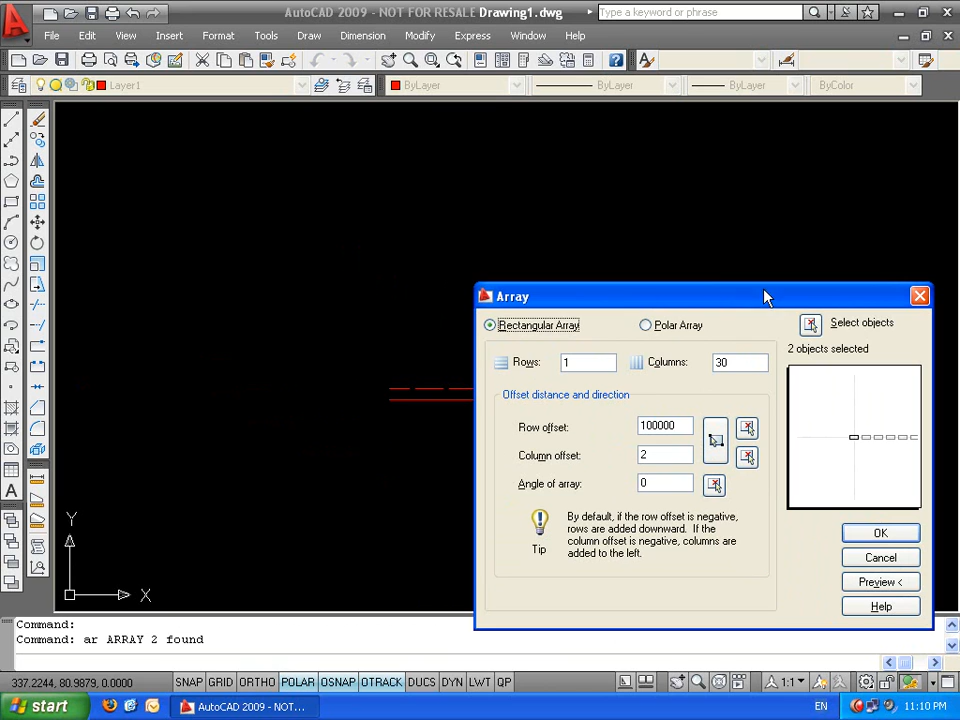 AutoCAD 2009 - NOT FOR RESALE Drawing1.dwg
Type a keyword or phrase
File Edit View Insert Format Tools Draw Dimension Modify Express Window Help
Layer1 ByLayer ByLayer ByLayer ByColor
Array
Rectangular Array Polar Array Select objects
2 objects selected
Rows: 1 Columns: 30
Offset distance and direction
Row offset: 100000
Column offset: 2
Angle of array: 0
By default, if the row offset is negative,
rows are added downward. If the
column offset is negative, columns are
added to the left.
Tip
OK
Cancel
Preview <
Help
Y
X
A
Command:
Command: ar ARRAY 2 found
337.2244, 80.9879, 0.0000 SNAP GRID ORTHO POLAR OSNAP OTRACK DUCS DYN LWT QP 1:1
start AutoCAD 2009 - NOT... EN 11:10 PM